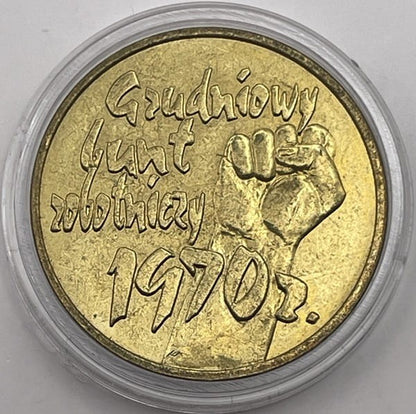 Grudniowy
bunt
robotniczy
1970 r.